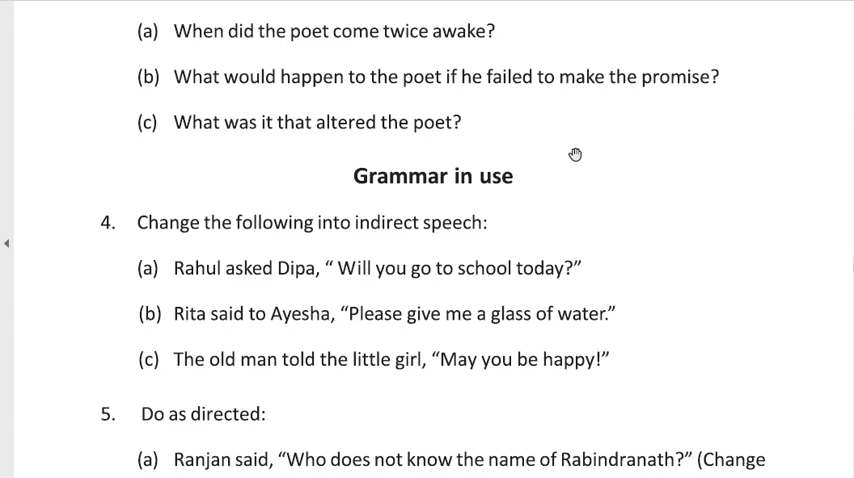 (a) When did the poet come twice awake?
(b) What would happen to the poet if he failed to make the promise?
(c) What was it that altered the poet?
Grammar in use
4. Change the following into indirect speech:
(a) Rahul asked Dipa, “ Will you go to school today?”
(b) Rita said to Ayesha, “Please give me a glass of water.”
(c) The old man told the little girl, “May you be happy!”
5. Do as directed:
(a) Ranjan said, “Who does not know the name of Rabindranath?” (Change